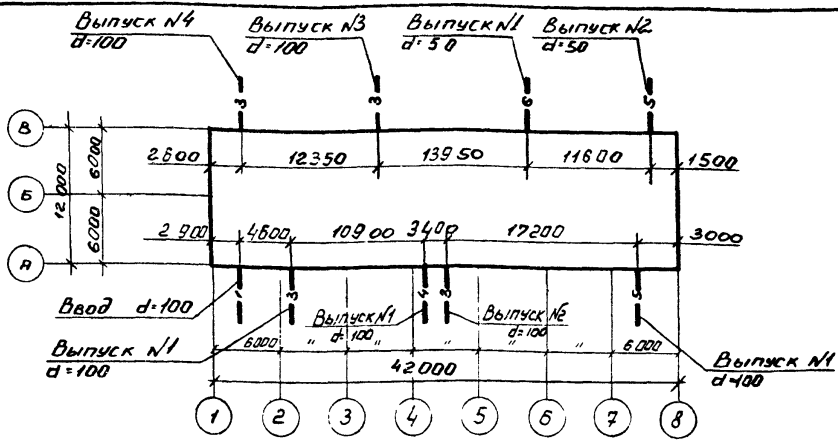 Выпуск №4
d=100
Выпуск №3
d=100
Выпуск №1
d=50
Выпуск №2
d=50
3
3
6
5
В
Б
А
12000
6000
6000
2600
12350
13950
11600
1500
2900
4600
10900
3400
17200
3000
1
3
4
5
Ввод d=100
Выпуск №1
d=100
Выпуск №1
d=100
Выпуск №2
d=100
Выпуск №1
d=100
6000 " " " " " 6000
42000
1 2 3 4 5 6 7 8